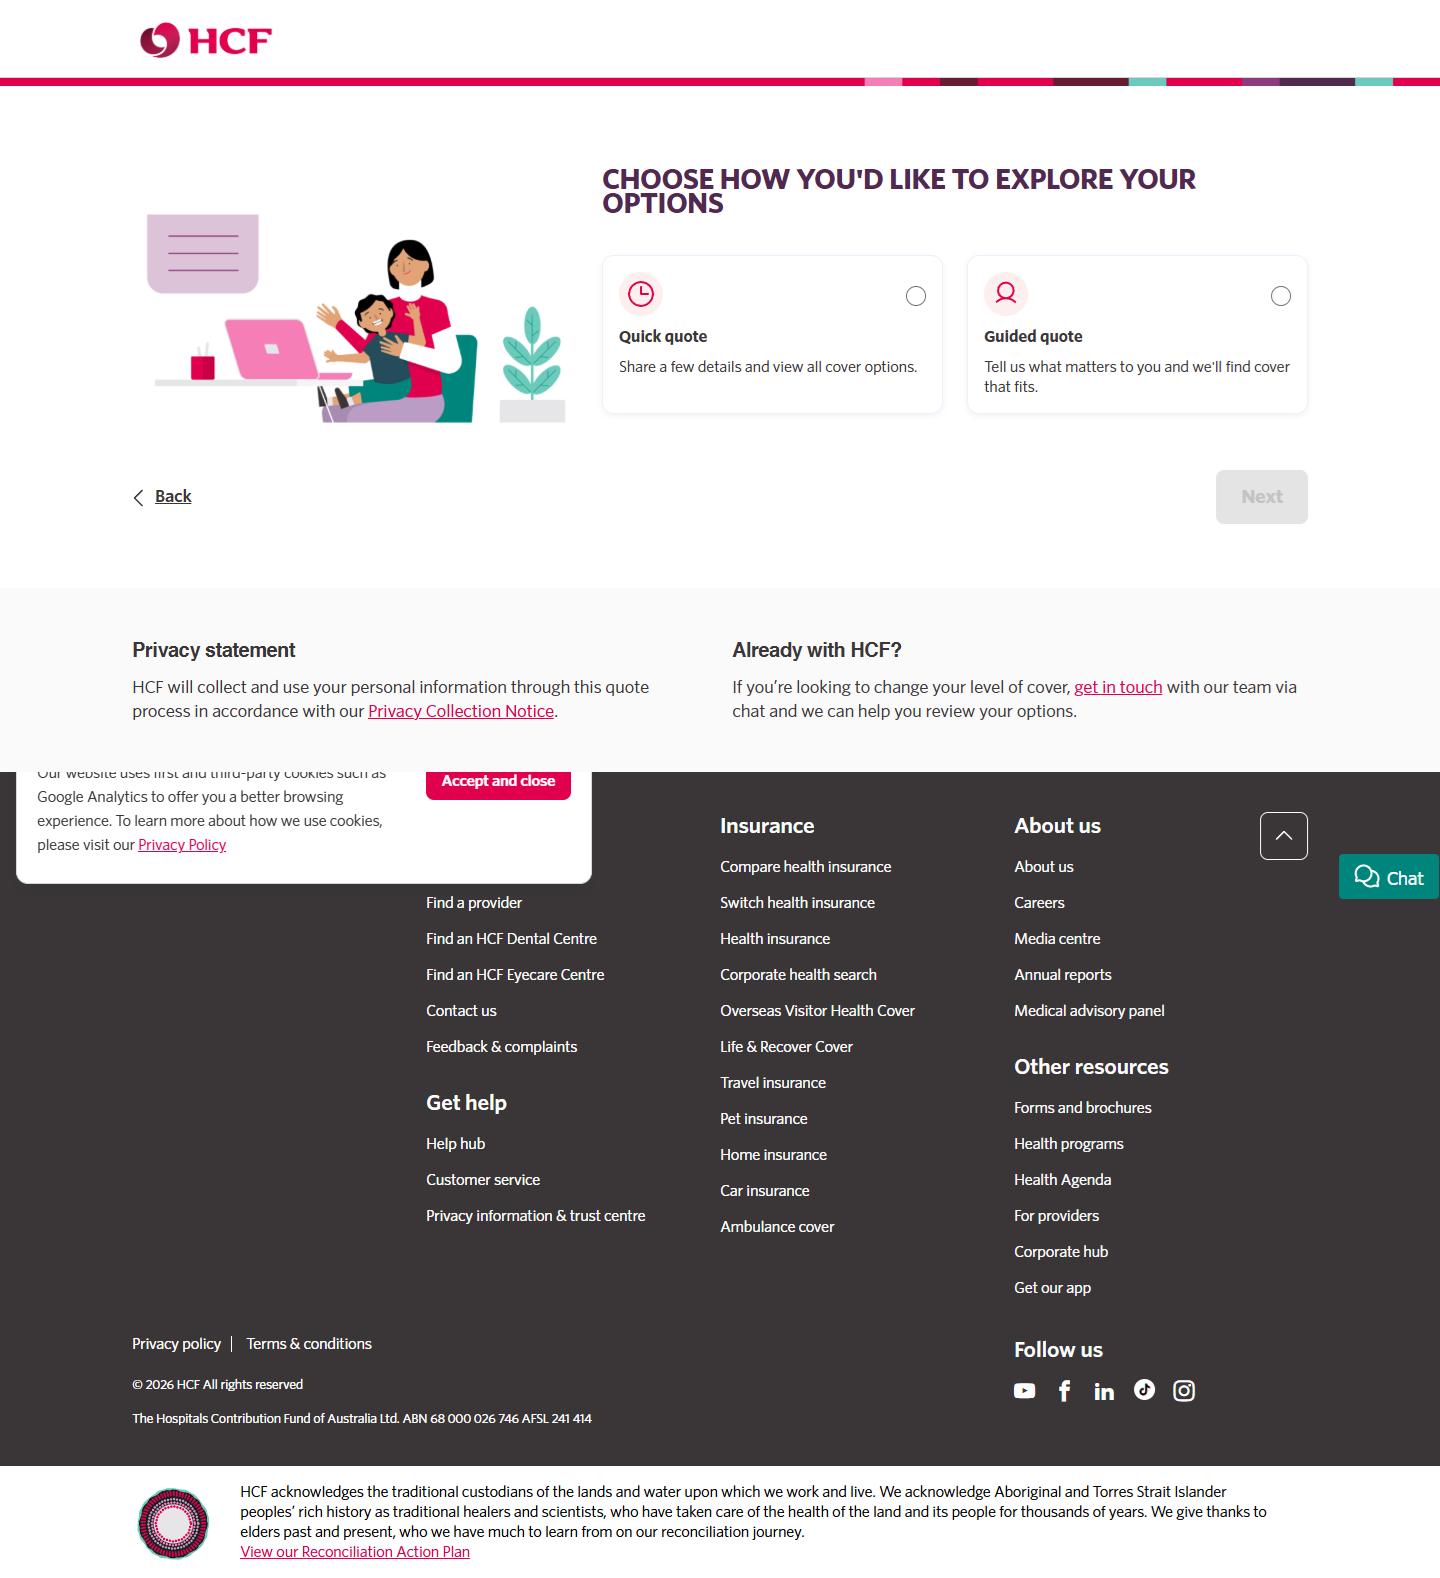 HCF
CHOOSE HOW YOU'D LIKE TO EXPLORE YOUR
OPTIONS
Quick quote
Share a few details and view all cover options.
Guided quote
Tell us what matters to you and we'll find cover
that fits.
Back
Next
Privacy statement
HCF will collect and use your personal information through this quote
process in accordance with our Privacy Collection Notice.
Already with HCF?
If you’re looking to change your level of cover, get in touch with our team via
chat and we can help you review your options.
Our website uses first and third-party cookies such as
Google Analytics to offer you a better browsing
experience. To learn more about how we use cookies,
please visit our Privacy Policy
Accept and close
Find a provider
Find an HCF Dental Centre
Find an HCF Eyecare Centre
Contact us
Feedback & complaints
Get help
Help hub
Customer service
Privacy information & trust centre
Insurance
Compare health insurance
Switch health insurance
Health insurance
Corporate health search
Overseas Visitor Health Cover
Life & Recover Cover
Travel insurance
Pet insurance
Home insurance
Car insurance
Ambulance cover
About us
About us
Careers
Media centre
Annual reports
Medical advisory panel
Other resources
Forms and brochures
Health programs
Health Agenda
For providers
Corporate hub
Get our app
Chat
Follow us
Privacy policy
Terms & conditions
© 2026 HCF All rights reserved
The Hospitals Contribution Fund of Australia Ltd. ABN 68 000 026 746 AFSL 241 414
HCF acknowledges the traditional custodians of the lands and water upon which we work and live. We acknowledge Aboriginal and Torres Strait Islander
peoples’ rich history as traditional healers and scientists, who have taken care of the health of the land and its people for thousands of years. We give thanks to
elders past and present, who we have much to learn from on our reconciliation journey.
View our Reconciliation Action Plan